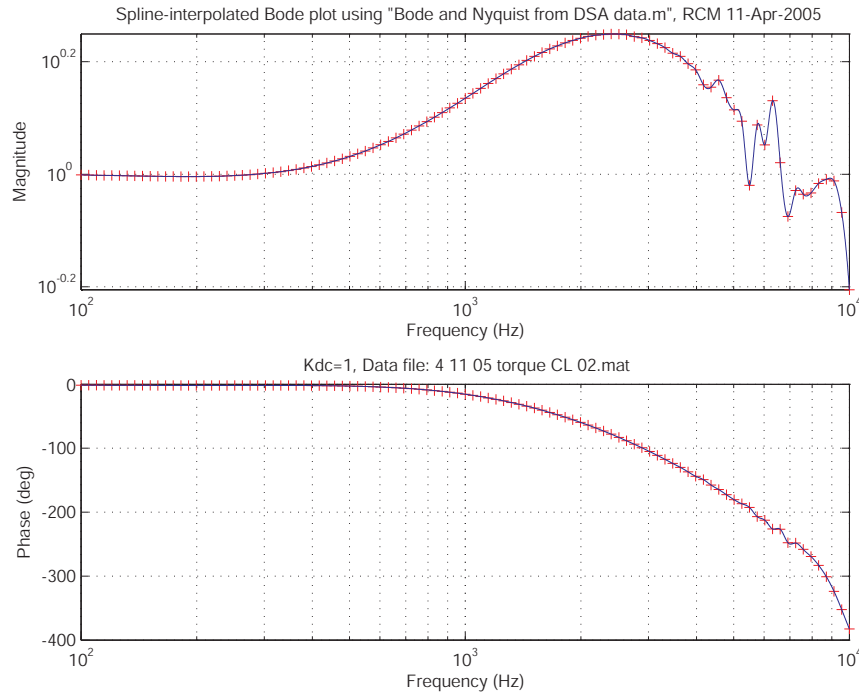 Spline-interpolated Bode plot using "Bode and Nyquist from DSA data.m", RCM 11-Apr-2005
10^0.2
10^0
10^-0.2
Magnitude
10^2
10^3
10^4
Frequency (Hz)
Kdc=1, Data file: 4 11 05 torque CL 02.mat
0
-100
-200
-300
-400
Phase (deg)
10^2
10^3
10^4
Frequency (Hz)